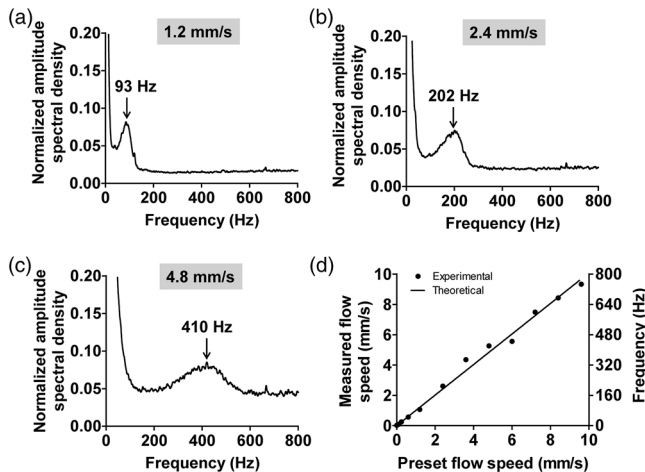 (a)
1.2 mm/s
Normalized amplitude
spectral density
0.20
0.15
0.10
0.05
0.00
93 Hz
0 200 400 600 800
Frequency (Hz)
(b)
2.4 mm/s
Normalized amplitude
spectral density
0.20
0.15
0.10
0.05
0.00
202 Hz
0 200 400 600 800
Frequency (Hz)
(c)
4.8 mm/s
Normalized amplitude
spectral density
0.20
0.15
0.10
0.05
0.00
410 Hz
0 200 400 600 800
Frequency (Hz)
(d)
Measured flow
speed (mm/s)
10
8
6
4
2
0
Experimental
Theoretical
800
640
480
320
160
0
Frequency (Hz)
0 2 4 6 8 10
Preset flow speed (mm/s)